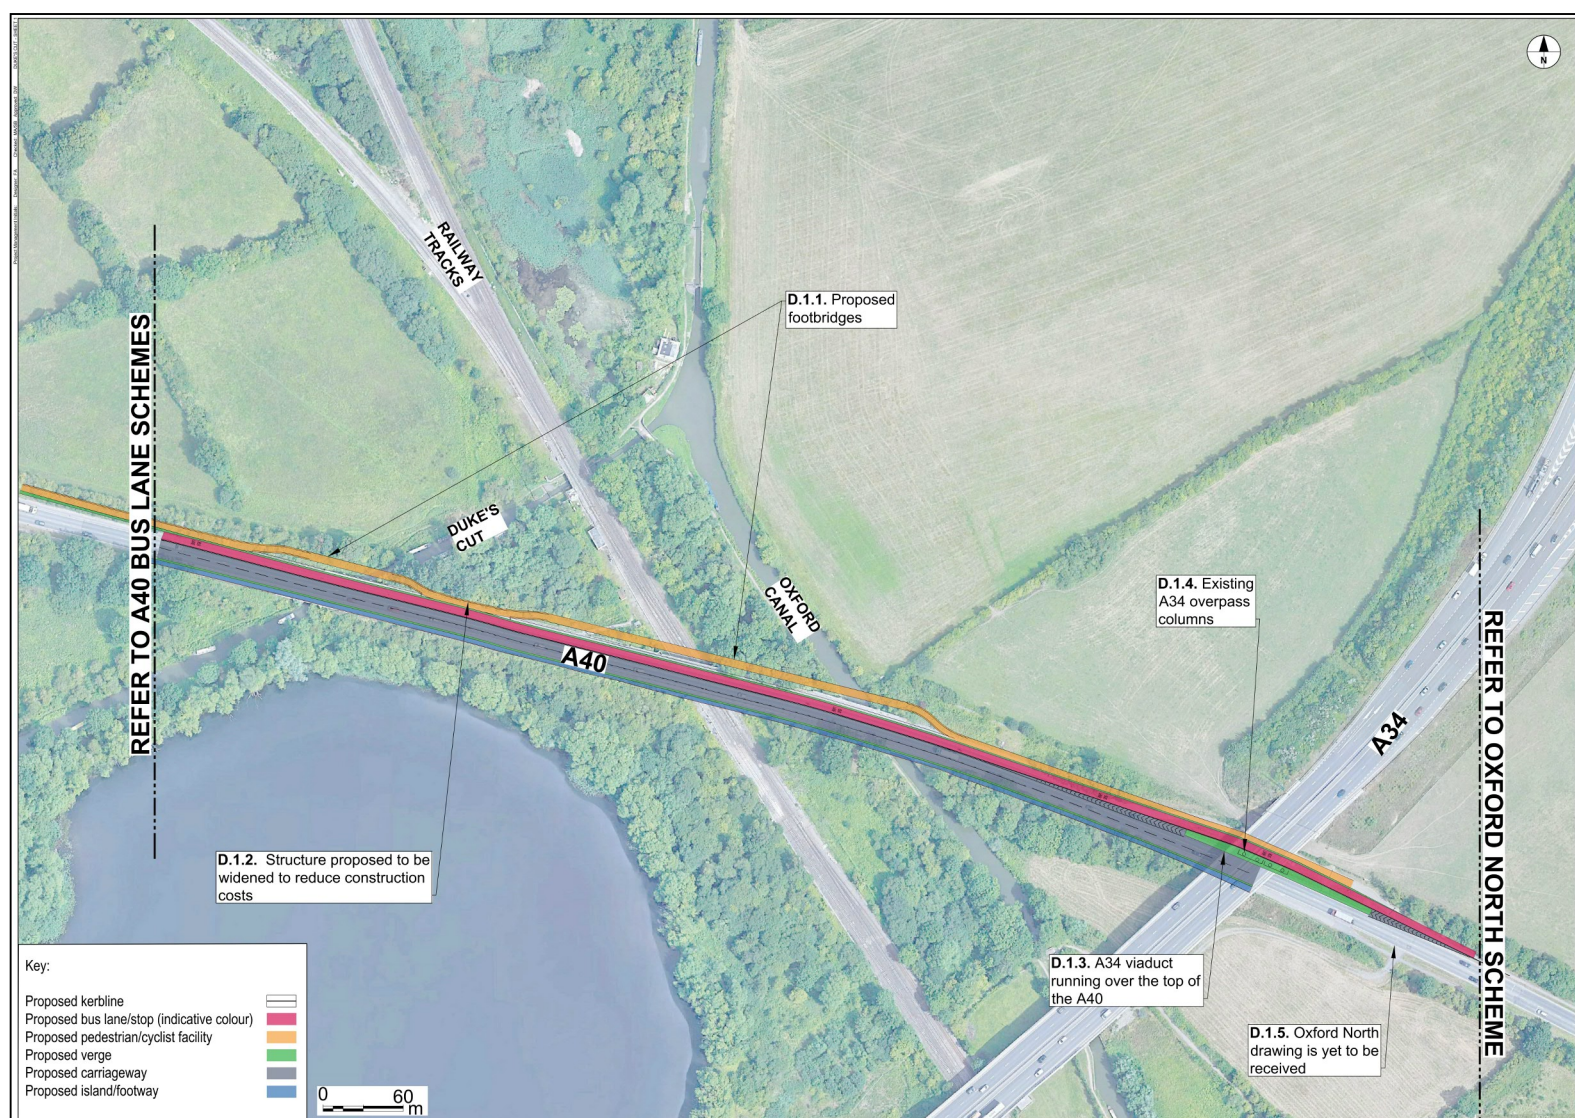 N
RAILWAY
TRACKS
D.1.1. Proposed
footbridges
REFER TO A40 BUS LANE SCHEMES
DUKE'S
CUT
OXFORD
CANAL
D.1.4. Existing
A34 overpass
columns
A40
A34
REFER TO OXFORD NORTH SCHEME
D.1.2. Structure proposed to be
widened to reduce construction
costs
D.1.3. A34 viaduct
running over the top of
the A40
D.1.5. Oxford North
drawing is yet to be
received
Key:
Proposed kerbline
Proposed bus lane/stop (indicative colour)
Proposed pedestrian/cyclist facility
Proposed verge
Proposed carriageway
Proposed island/footway
0 60
m